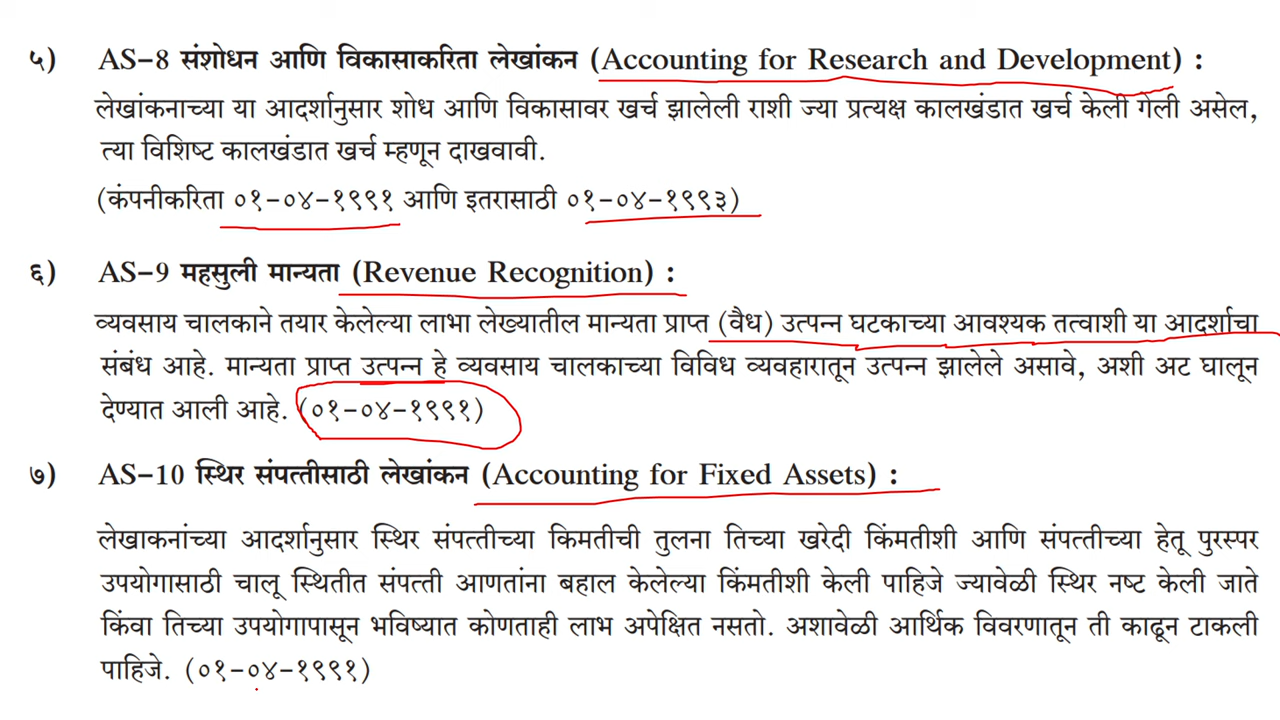 ५) AS-8 संशोधन आणि विकासाकरिता लेखांकन (Accounting for Research and Development) :
लेखांकनाच्या या आदर्शानुसार शोध आणि विकासावर खर्च झालेली राशी ज्या प्रत्यक्ष कालखंडात खर्च केली गेली असेल,
त्या विशिष्ट कालखंडात खर्च म्हणून दाखवावी.
(कंपनीकरिता ०१-०४-१९९१ आणि इतरासाठी ०१-०४-१९९३)
६) AS-9 महसुली मान्यता (Revenue Recognition) :
व्यवसाय चालकाने तयार केलेल्या लाभा लेख्यातील मान्यता प्राप्त (वैध) उत्पन्न घटकाच्या आवश्यक तत्वाशी या आदर्शाचा
संबंध आहे. मान्यता प्राप्त उत्पन्न हे व्यवसाय चालकाच्या विविध व्यवहारातून उत्पन्न झालेले असावे, अशी अट घालून
देण्यात आली आहे. (०१-०४-१९९१)
७) AS-10 स्थिर संपत्तीसाठी लेखांकन (Accounting for Fixed Assets) :
लेखाकनांच्या आदर्शानुसार स्थिर संपत्तीच्या किमतीची तुलना तिच्या खरेदी किंमतीशी आणि संपत्तीच्या हेतू पुरस्पर
उपयोगासाठी चालू स्थितीत संपत्ती आणतांना बहाल केलेल्या किंमतीशी केली पाहिजे ज्यावेळी स्थिर नष्ट केली जाते
किंवा तिच्या उपयोगापासून भविष्यात कोणताही लाभ अपेक्षित नसतो. अशावेळी आर्थिक विवरणातून ती काढून टाकली
पाहिजे. (०१-०४-१९९१)